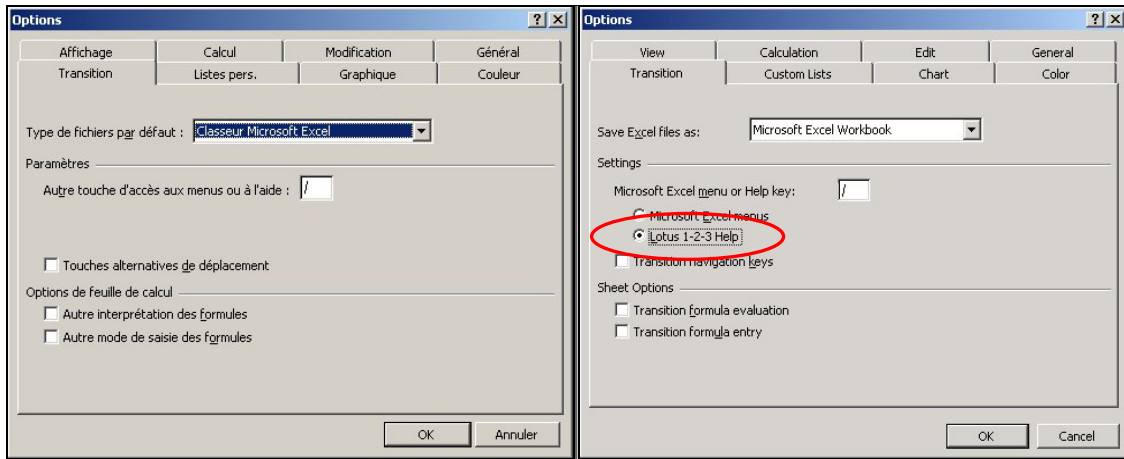 Options
Affichage Calcul Modification Général
Transition Listes pers. Graphique Couleur
Type de fichiers par défaut : Classeur Microsoft Excel
Paramètres
Autre touche d'accès aux menus ou à l'aide : /
Touches alternatives de déplacement
Options de feuille de calcul
Autre interprétation des formules
Autre mode de saisie des formules
OK Annuler
Options
View Calculation Edit General
Transition Custom Lists Chart Color
Save Excel files as: Microsoft Excel Workbook
Settings
Microsoft Excel menu or Help key: /
Microsoft Excel menus
Lotus 1-2-3 Help
Transition navigation keys
Sheet Options
Transition formula evaluation
Transition formula entry
OK Cancel